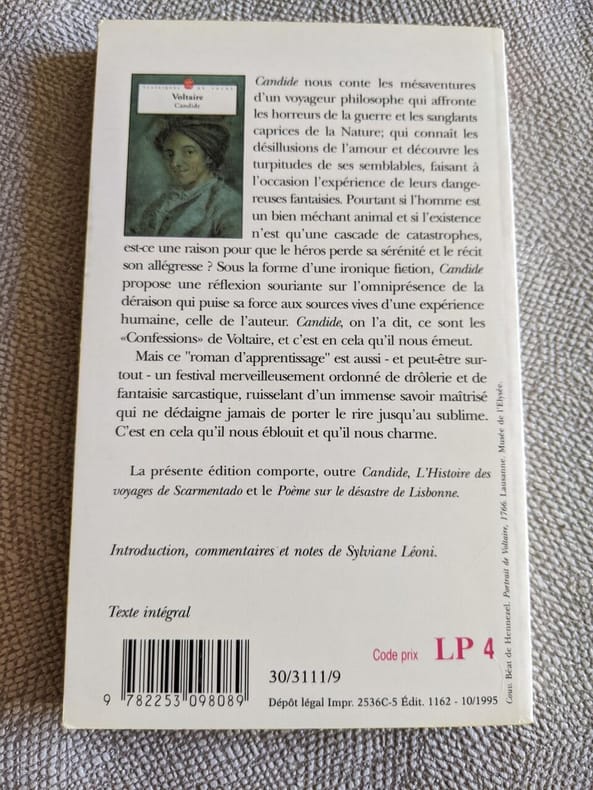 CLASSIQUES DE POCHE
Voltaire
Candide
Candide nous conte les mésaventures
d'un voyageur philosophe qui affronte
les horreurs de la guerre et les sanglants
caprices de la Nature; qui connaît les
désillusions de l'amour et découvre les
turpitudes de ses semblables, faisant à
l'occasion l'expérience de leurs dange-
reuses fantaisies. Pourtant si l'homme est
un bien méchant animal et si l'existence
n'est qu'une cascade de catastrophes,
est-ce une raison pour que le héros perde sa sérénité et le récit
son allégresse ? Sous la forme d'une ironique fiction, Candide
propose une réflexion souriante sur l'omniprésence de la
déraison qui puise sa force aux sources vives d'une expérience
humaine, celle de l'auteur. Candide, on l'a dit, ce sont les
«Confessions» de Voltaire, et c'est en cela qu'il nous émeut.
Mais ce "roman d'apprentissage" est aussi - et peut-être sur-
tout - un festival merveilleusement ordonné de drôlerie et de
fantaisie sarcastique, ruisselant d'un immense savoir maîtrisé
qui ne dédaigne jamais de porter le rire jusqu'au sublime.
C'est en cela qu'il nous éblouit et qu'il nous charme.
La présente édition comporte, outre Candide, L'Histoire des
voyages de Scarmentado et le Poème sur le désastre de Lisbonne.
Introduction, commentaires et notes de Sylviane Léoni.
Texte intégral
Code prix LP 4
9 782253 098089
30/3111/9
Dépôt légal Impr. 2536C-5 Édit. 1162 - 10/1995
Couv. Béat de Hennezel. Portrait de Voltaire, 1766. Lausanne. Musée de l'Elysée.